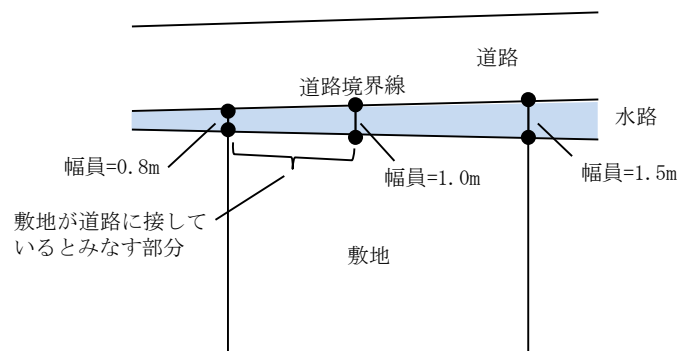 道路
道路境界線
水路
幅員=0.8m
幅員=1.0m
幅員=1.5m
敷地が道路に接して
いるとみなす部分
敷地